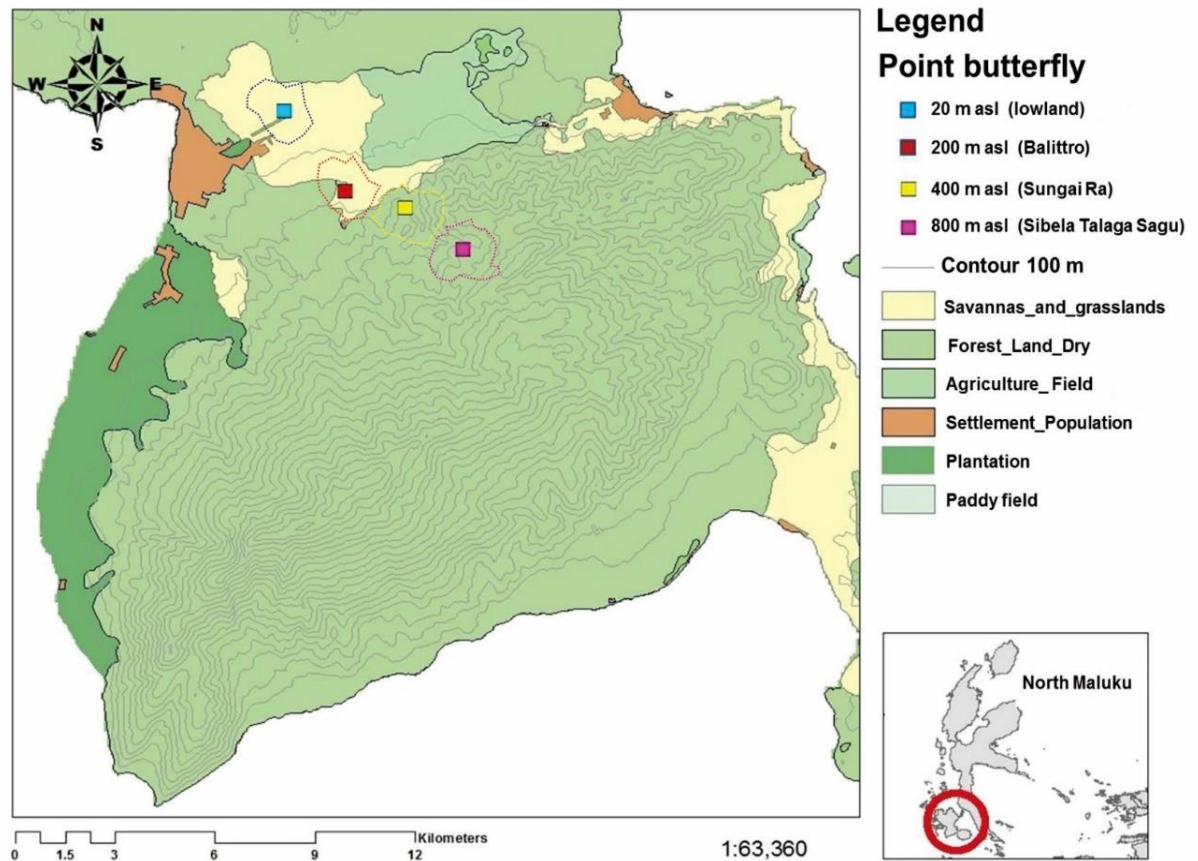 N
W E
S
Legend
Point butterfly
20 m asl (lowland)
200 m asl (Balittro)
400 m asl (Sungai Ra)
800 m asl (Sibela Talaga Sagu)
Contour 100 m
Savannas_and_grasslands
Forest_Land_Dry
Agriculture_Field
Settlement_Population
Plantation
Paddy field
North Maluku
Kilometers
0 1.5 3 6 9 12
1:63,360